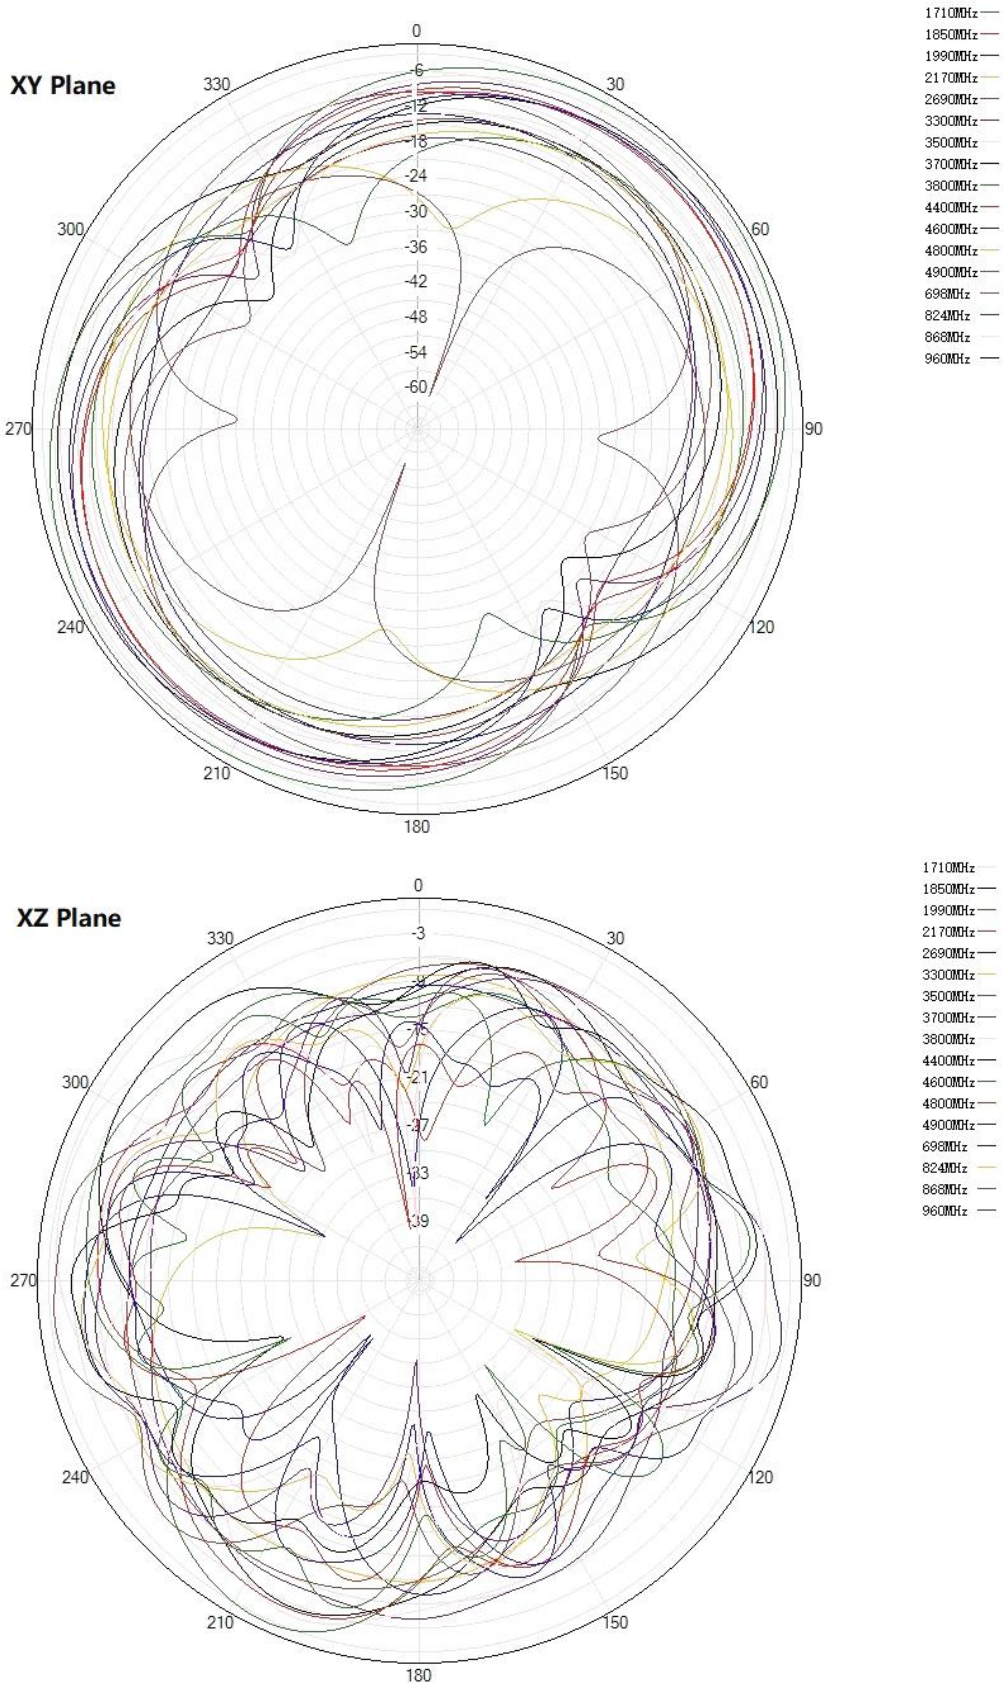 XY Plane
0
30
60
90
120
150
180
210
240
270
300
330
-6
-12
-18
-24
-30
-36
-42
-48
-54
-60
1710MHz
1850MHz
1990MHz
2170MHz
2690MHz
3300MHz
3500MHz
3700MHz
3800MHz
4400MHz
4600MHz
4800MHz
4900MHz
698MHz
824MHz
868MHz
960MHz
XZ Plane
0
30
60
90
120
150
180
210
240
270
300
330
-3
-9
-15
-21
-27
-33
-39
1710MHz
1850MHz
1990MHz
2170MHz
2690MHz
3300MHz
3500MHz
3700MHz
3800MHz
4400MHz
4600MHz
4800MHz
4900MHz
698MHz
824MHz
868MHz
960MHz